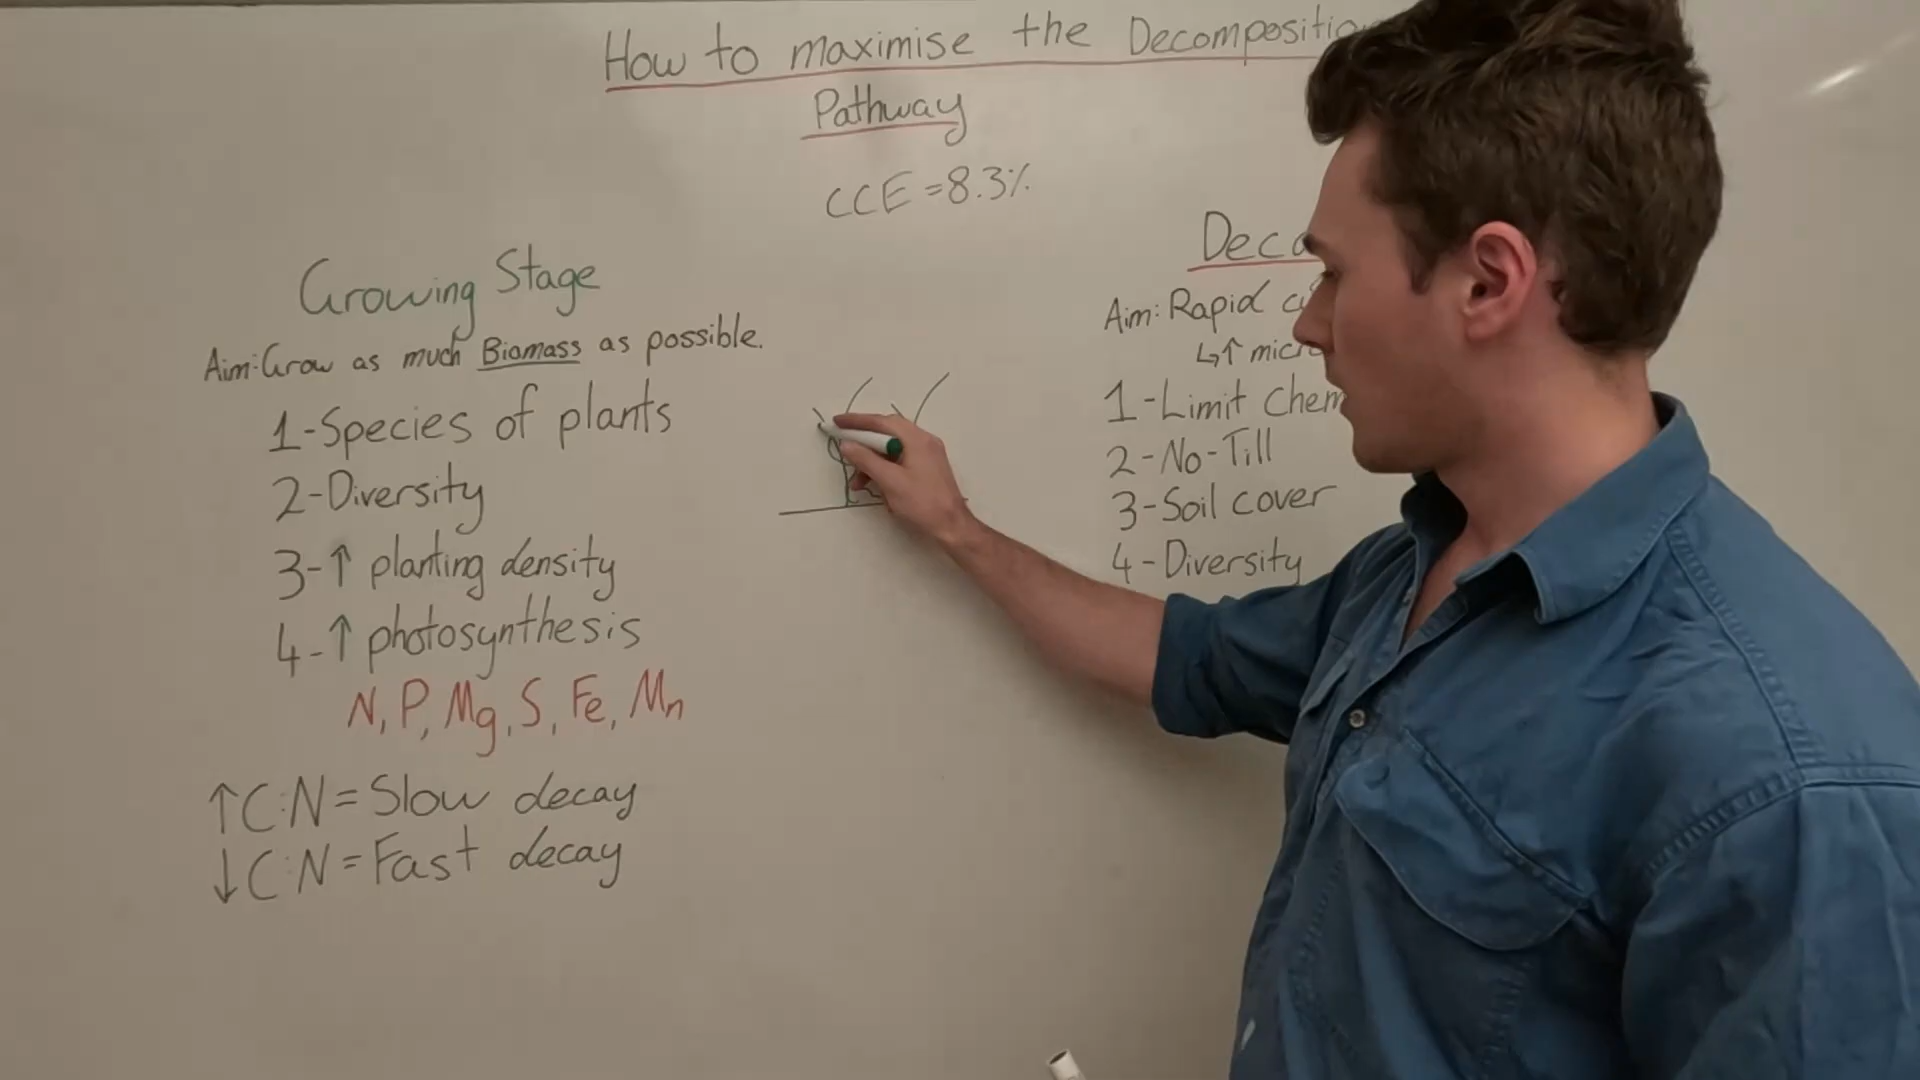 How to maximise the
Pathway
CCE = 8.3%
Growing Stage
Aim: Grow as much Biomass as possible.
1-Species of plants
2-Diversity
3-↑ planting density
4-↑ photosynthesis
N, P, Mg, S, Fe, Mn
↑C:N = Slow decay
↓C:N = Fast decay
Aim: Rapid
↳↑
1-Limit
2-No-Till
3-Soil cover
4-Diversity